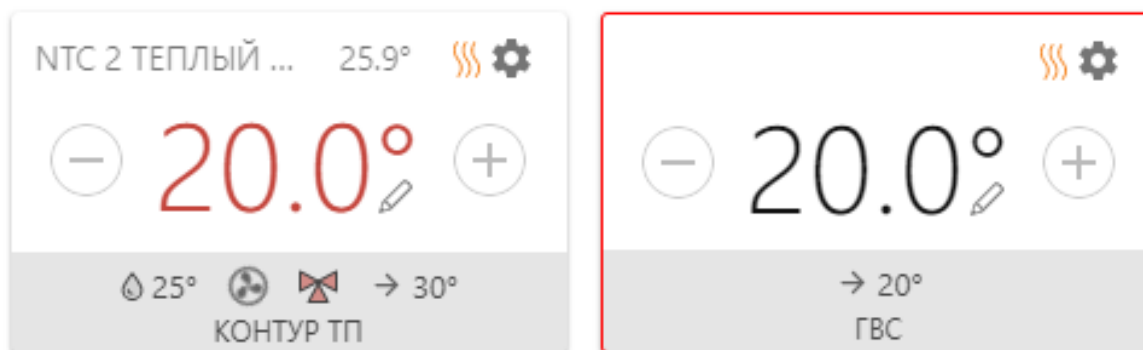 NTC 2 ТЕПЛЫЙ ... 25.9°
20.0°
25° → 30°
КОНТУР ТП
20.0°
→ 20°
ГВС